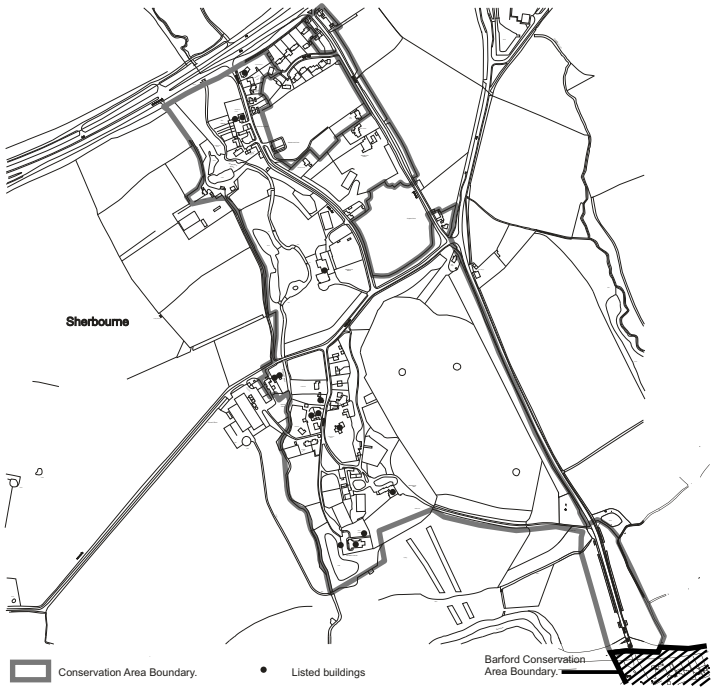 Sherbourne
Conservation Area Boundary.
Listed buildings
Barford Conservation
Area Boundary.